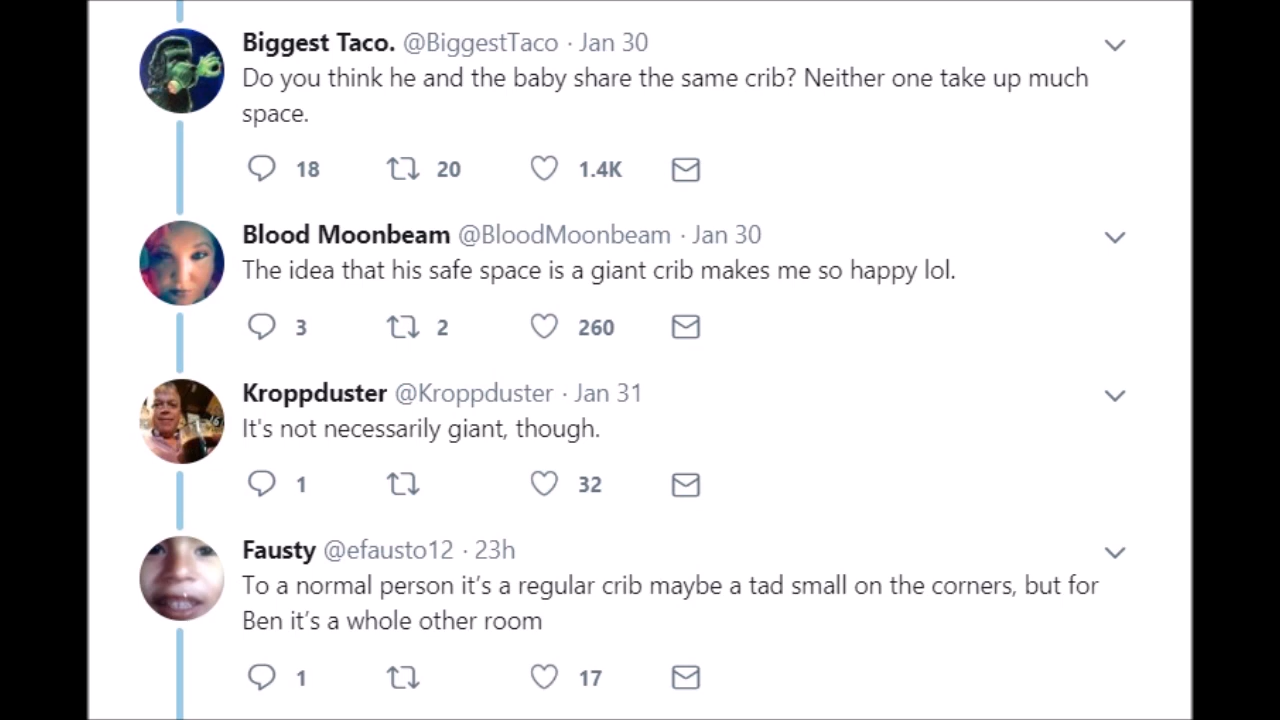 Biggest Taco. @BiggestTaco · Jan 30
Do you think he and the baby share the same crib? Neither one take up much
space.
18 20 1.4K
Blood Moonbeam @BloodMoonbeam · Jan 30
The idea that his safe space is a giant crib makes me so happy lol.
3 2 260
Kroppduster @Kroppduster · Jan 31
It's not necessarily giant, though.
1 32
Fausty @efausto12 · 23h
To a normal person it’s a regular crib maybe a tad small on the corners, but for
Ben it’s a whole other room
1 17